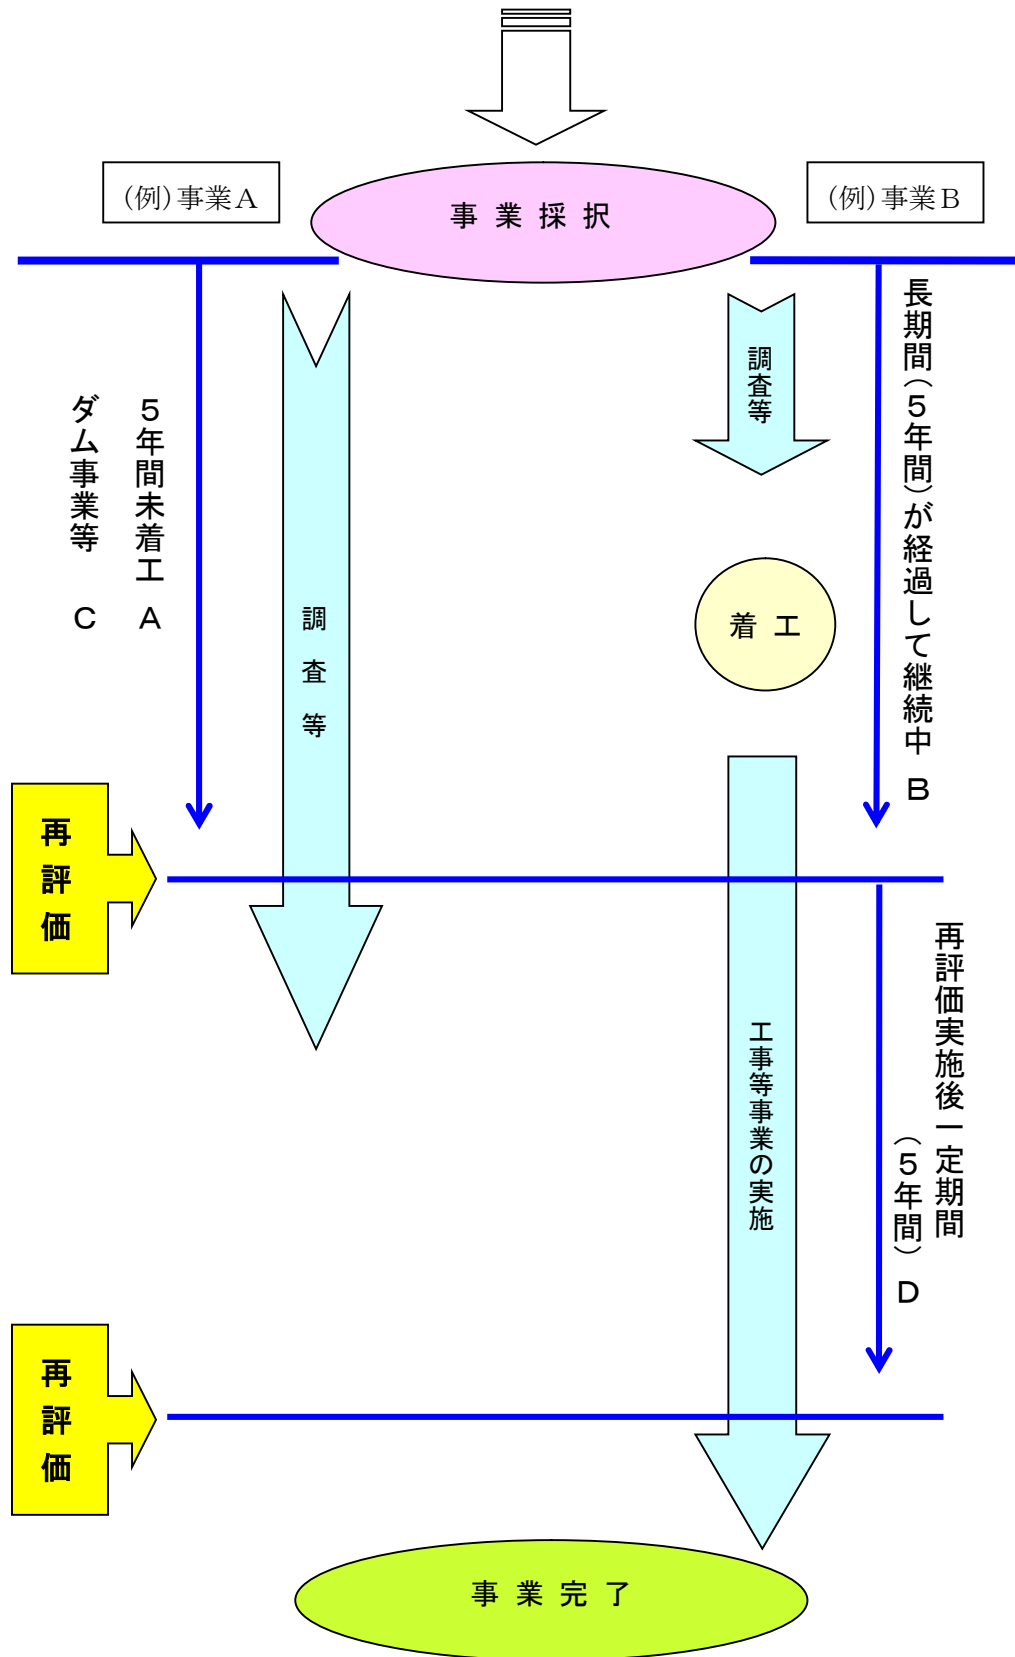 (例)事業A
事業採択
(例)事業B
5年間未着工 A
ダム事業等 C
調査等
調査等
着工
長期間(5年間)が経過して継続中 B
再評価
工事等事業の実施
再評価実施後一定期間
(5年間) D
再評価
事業完了